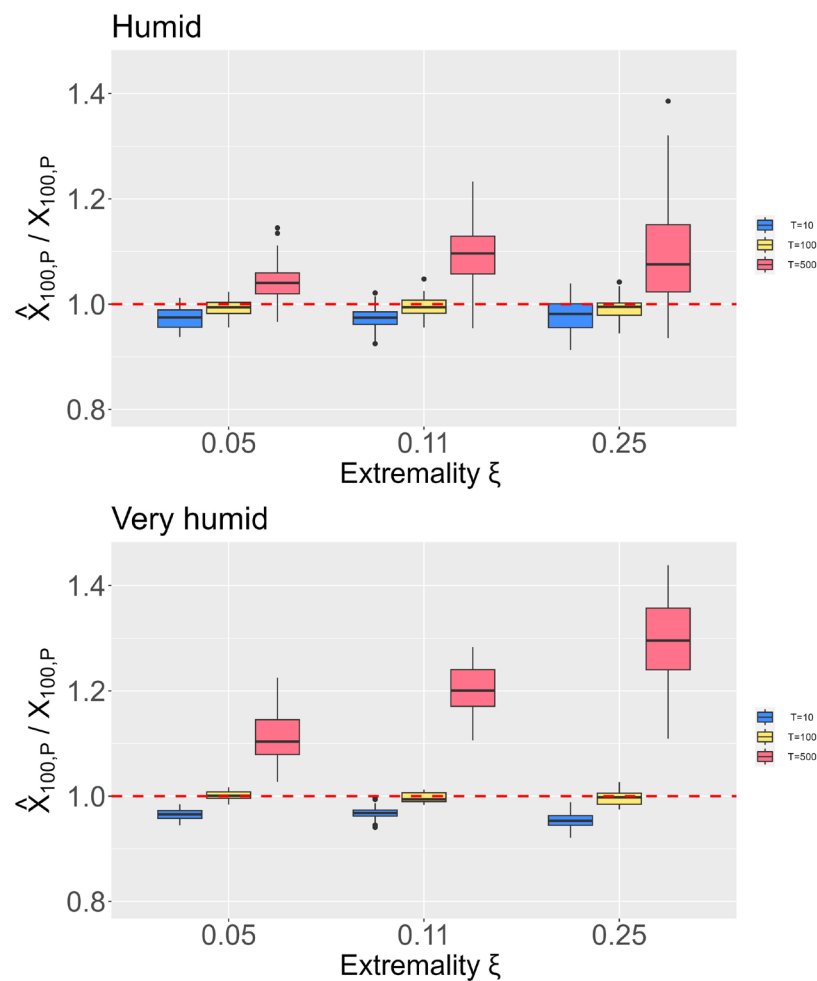 Humid
1.4
1.2
1.0
0.8
X̂100,P / X100,P
0.05 0.11 0.25
Extremality ξ
T=10
T=100
T=500
Very humid
1.4
1.2
1.0
0.8
X̂100,P / X100,P
0.05 0.11 0.25
Extremality ξ
T=10
T=100
T=500